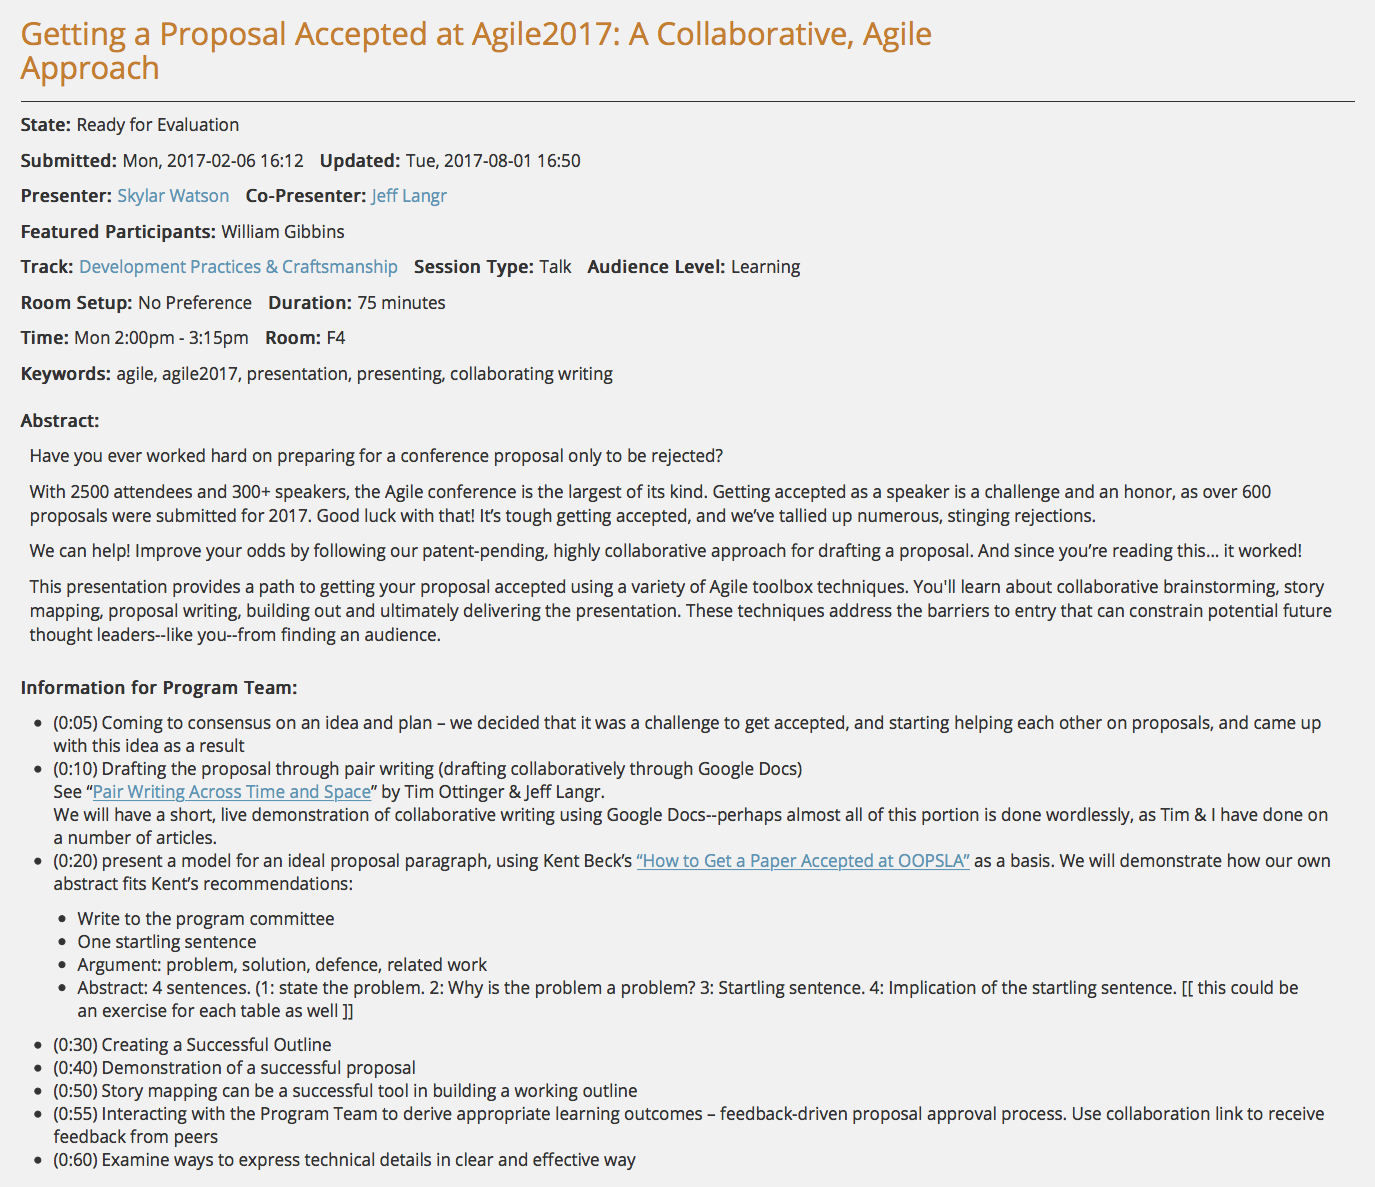 Getting a Proposal Accepted at Agile2017: A Collaborative, Agile
Approach
State: Ready for Evaluation
Submitted: Mon, 2017-02-06 16:12 Updated: Tue, 2017-08-01 16:50
Presenter: Skylar Watson Co-Presenter: Jeff Langr
Featured Participants: William Gibbins
Track: Development Practices & Craftsmanship Session Type: Talk Audience Level: Learning
Room Setup: No Preference Duration: 75 minutes
Time: Mon 2:00pm - 3:15pm Room: F4
Keywords: agile, agile2017, presentation, presenting, collaborating writing
Abstract:
Have you ever worked hard on preparing for a conference proposal only to be rejected?
With 2500 attendees and 300+ speakers, the Agile conference is the largest of its kind. Getting accepted as a speaker is a challenge and an honor, as over 600
proposals were submitted for 2017. Good luck with that! It’s tough getting accepted, and we’ve tallied up numerous, stinging rejections.
We can help! Improve your odds by following our patent-pending, highly collaborative approach for drafting a proposal. And since you’re reading this… it worked!
This presentation provides a path to getting your proposal accepted using a variety of Agile toolbox techniques. You'll learn about collaborative brainstorming, story
mapping, proposal writing, building out and ultimately delivering the presentation. These techniques address the barriers to entry that can constrain potential future
thought leaders--like you--from finding an audience.
Information for Program Team:
• (0:05) Coming to consensus on an idea and plan – we decided that it was a challenge to get accepted, and starting helping each other on proposals, and came up
with this idea as a result
• (0:10) Drafting the proposal through pair writing (drafting collaboratively through Google Docs)
See “Pair Writing Across Time and Space” by Tim Ottinger & Jeff Langr.
We will have a short, live demonstration of collaborative writing using Google Docs--perhaps almost all of this portion is done wordlessly, as Tim & I have done on
a number of articles.
• (0:20) present a model for an ideal proposal paragraph, using Kent Beck’s “How to Get a Paper Accepted at OOPSLA” as a basis. We will demonstrate how our own
abstract fits Kent’s recommendations:
• Write to the program committee
• One startling sentence
• Argument: problem, solution, defence, related work
• Abstract: 4 sentences. (1: state the problem. 2: Why is the problem a problem? 3: Startling sentence. 4: Implication of the startling sentence. [[ this could be
an exercise for each table as well ]]
• (0:30) Creating a Successful Outline
• (0:40) Demonstration of a successful proposal
• (0:50) Story mapping can be a successful tool in building a working outline
• (0:55) Interacting with the Program Team to derive appropriate learning outcomes – feedback-driven proposal approval process. Use collaboration link to receive
feedback from peers
• (0:60) Examine ways to express technical details in clear and effective way